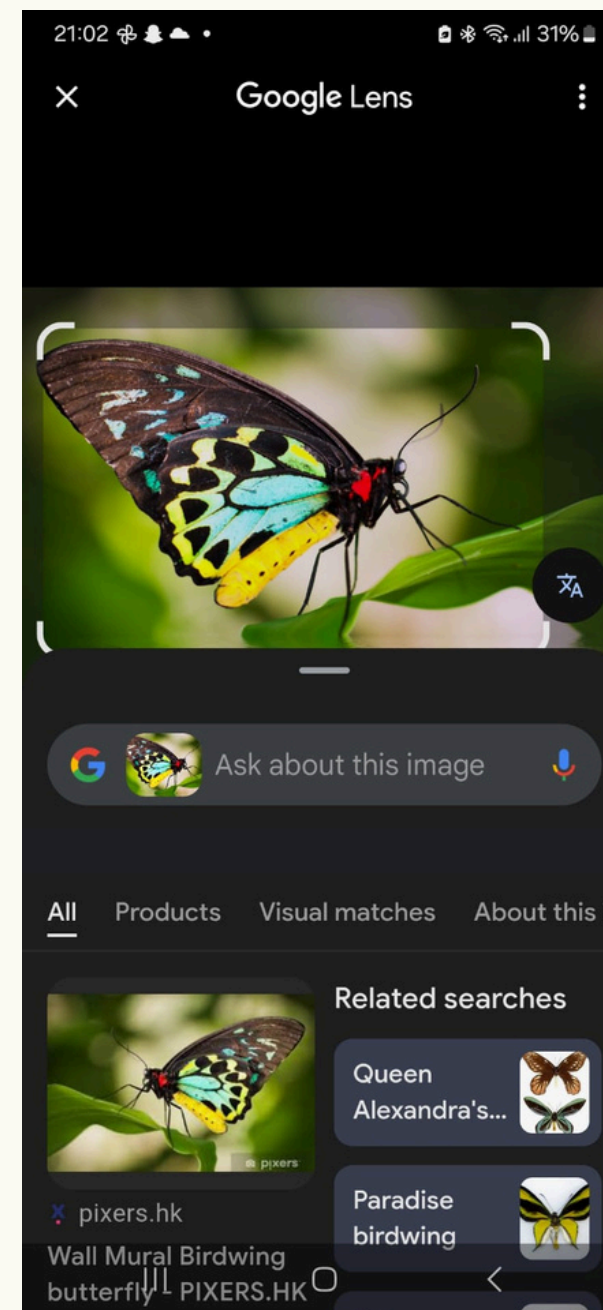 21:02
31%
Google Lens
Ask about this image
All Products Visual matches About this
pixers
pixers.hk
Wall Mural Birdwing
butterfly - PIXERS.HK
Related searches
Queen
Alexandra's...
Paradise
birdwing